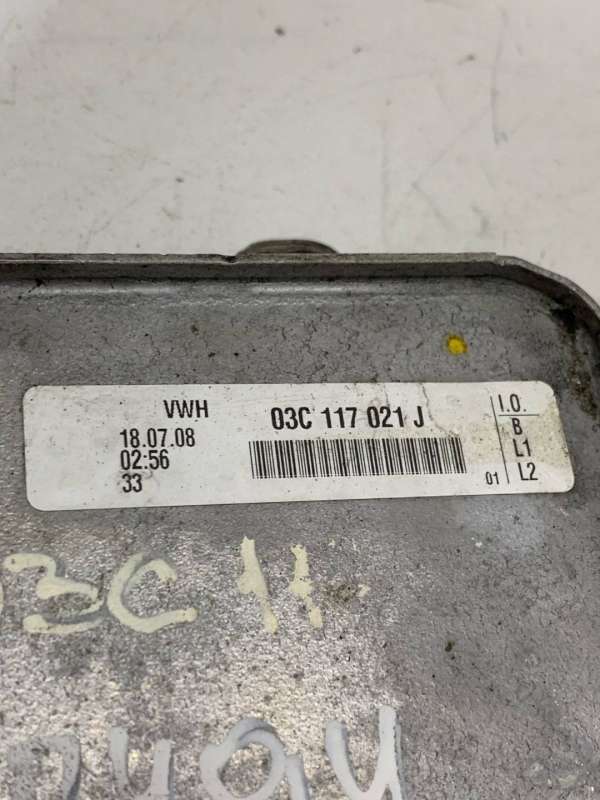 VWH 03C 117 021 J I.O.
18.07.08 B
02:56 L1
33 01 L2
03C 11